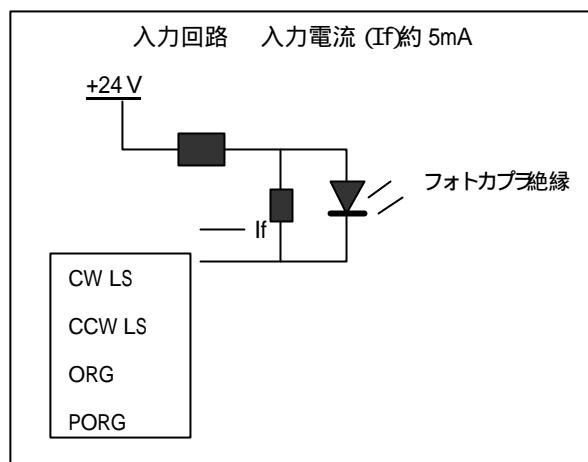 入力回路 入力電流 (If)約 5mA
+24 V
フォトカプラ絶縁
If
CW LS
CCW LS
ORG
PORG